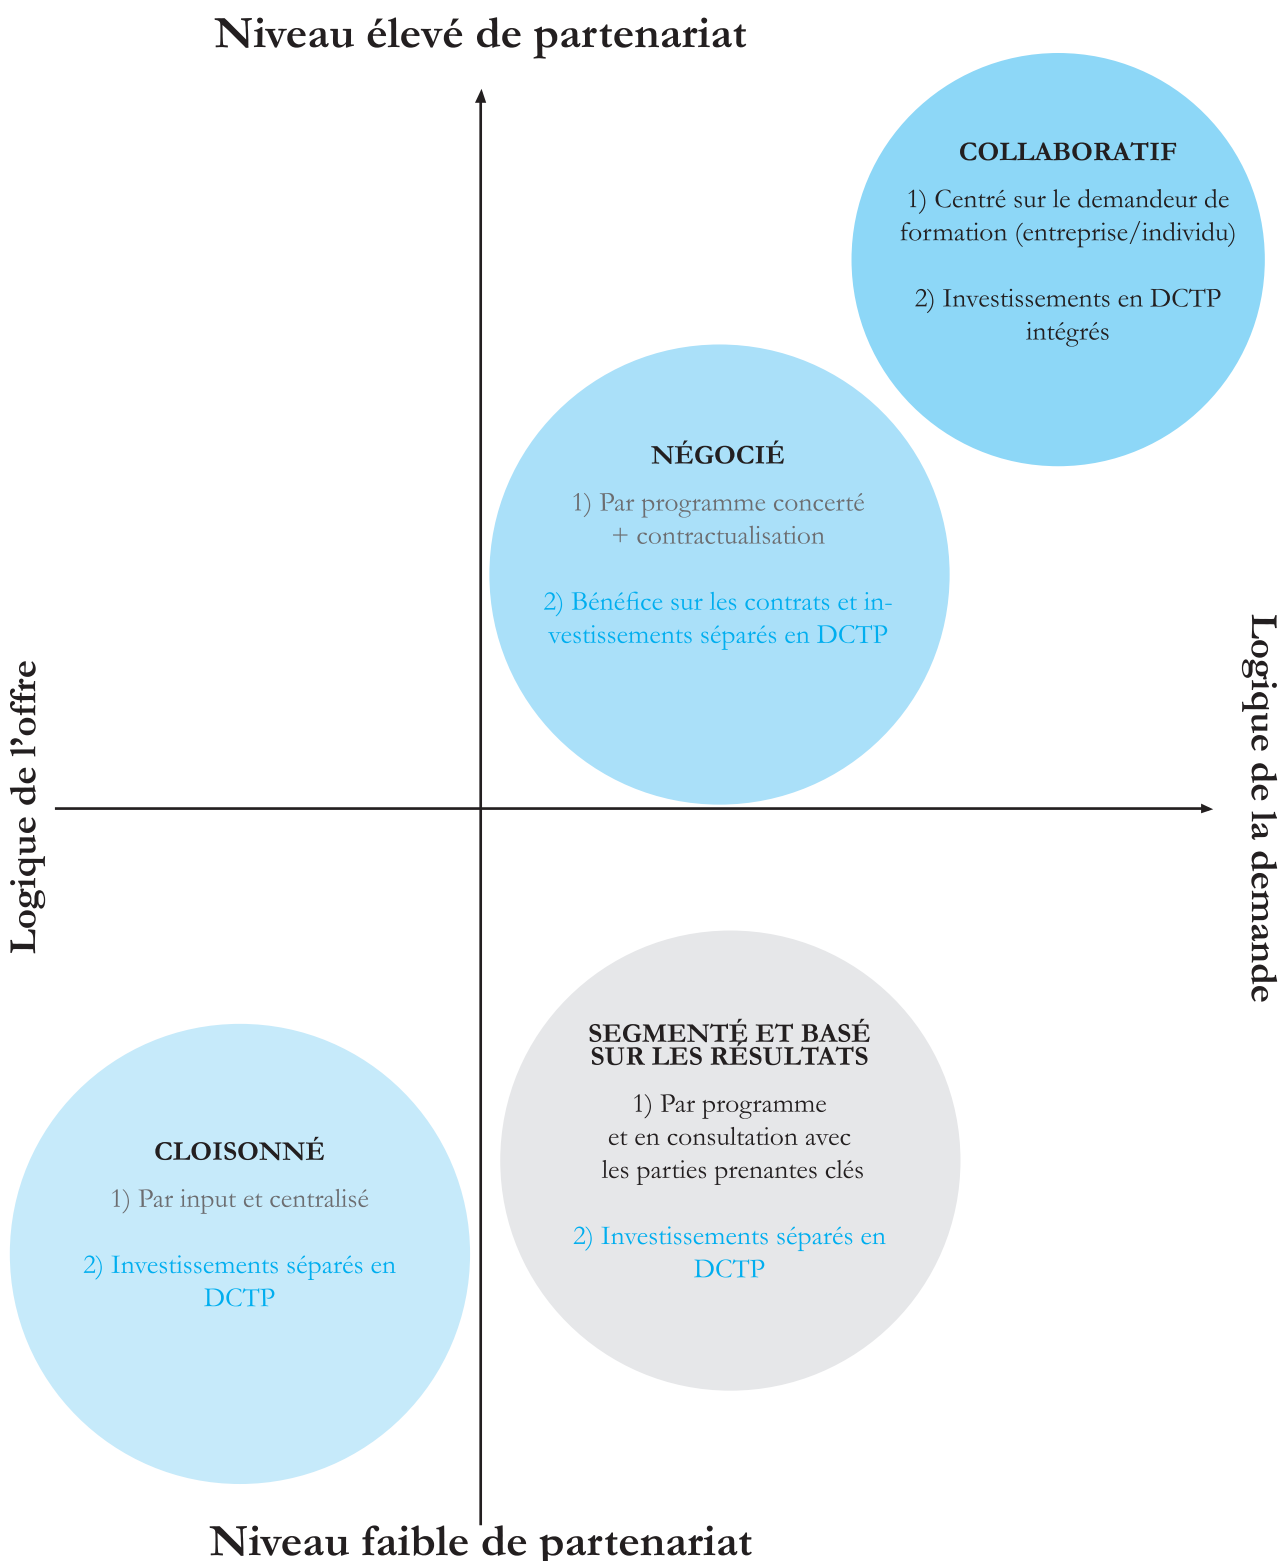 Niveau élevé de partenariat
COLLABORATIF
1) Centré sur le demandeur de
formation (entreprise/individu)
2) Investissements en DCTP
intégrés
NÉGOCIÉ
1) Par programme concerté
+ contractualisation
2) Bénéfice sur les contrats et in-
vestissements séparés en DCTP
Logique de l’offre
Logique de la demande
SEGMENTÉ ET BASÉ
SUR LES RÉSULTATS
1) Par programme
et en consultation avec
les parties prenantes clés
2) Investissements séparés en
DCTP
CLOISONNÉ
1) Par input et centralisé
2) Investissements séparés en
DCTP
Niveau faible de partenariat